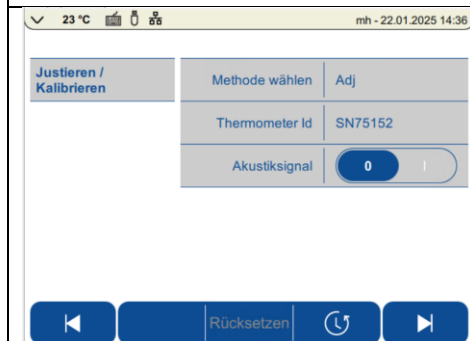 23 °C
mh - 22.01.2025 14:36
Justieren /
Kalibrieren
Methode wählen Adj
Thermometer Id SN75152
Akustiksignal 0 I
Rücksetzen